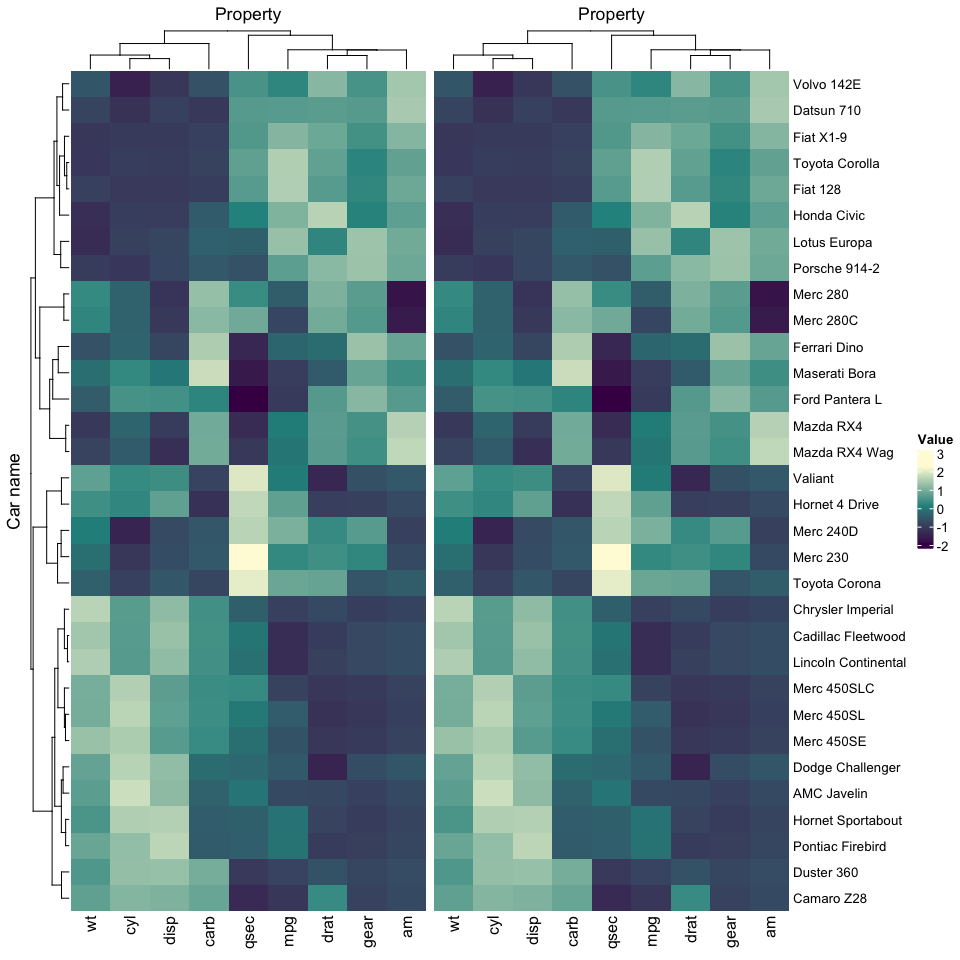 Property Property
Car name
Volvo 142E
Datsun 710
Fiat X1-9
Toyota Corolla
Fiat 128
Honda Civic
Lotus Europa
Porsche 914-2
Merc 280
Merc 280C
Ferrari Dino
Maserati Bora
Ford Pantera L
Mazda RX4
Mazda RX4 Wag
Valiant
Hornet 4 Drive
Merc 240D
Merc 230
Toyota Corona
Chrysler Imperial
Cadillac Fleetwood
Lincoln Continental
Merc 450SLC
Merc 450SL
Merc 450SE
Dodge Challenger
AMC Javelin
Hornet Sportabout
Pontiac Firebird
Duster 360
Camaro Z28
wt cyl disp carb qsec mpg drat gear am wt cyl disp carb qsec mpg drat gear am
Value
3
2
1
0
-1
-2